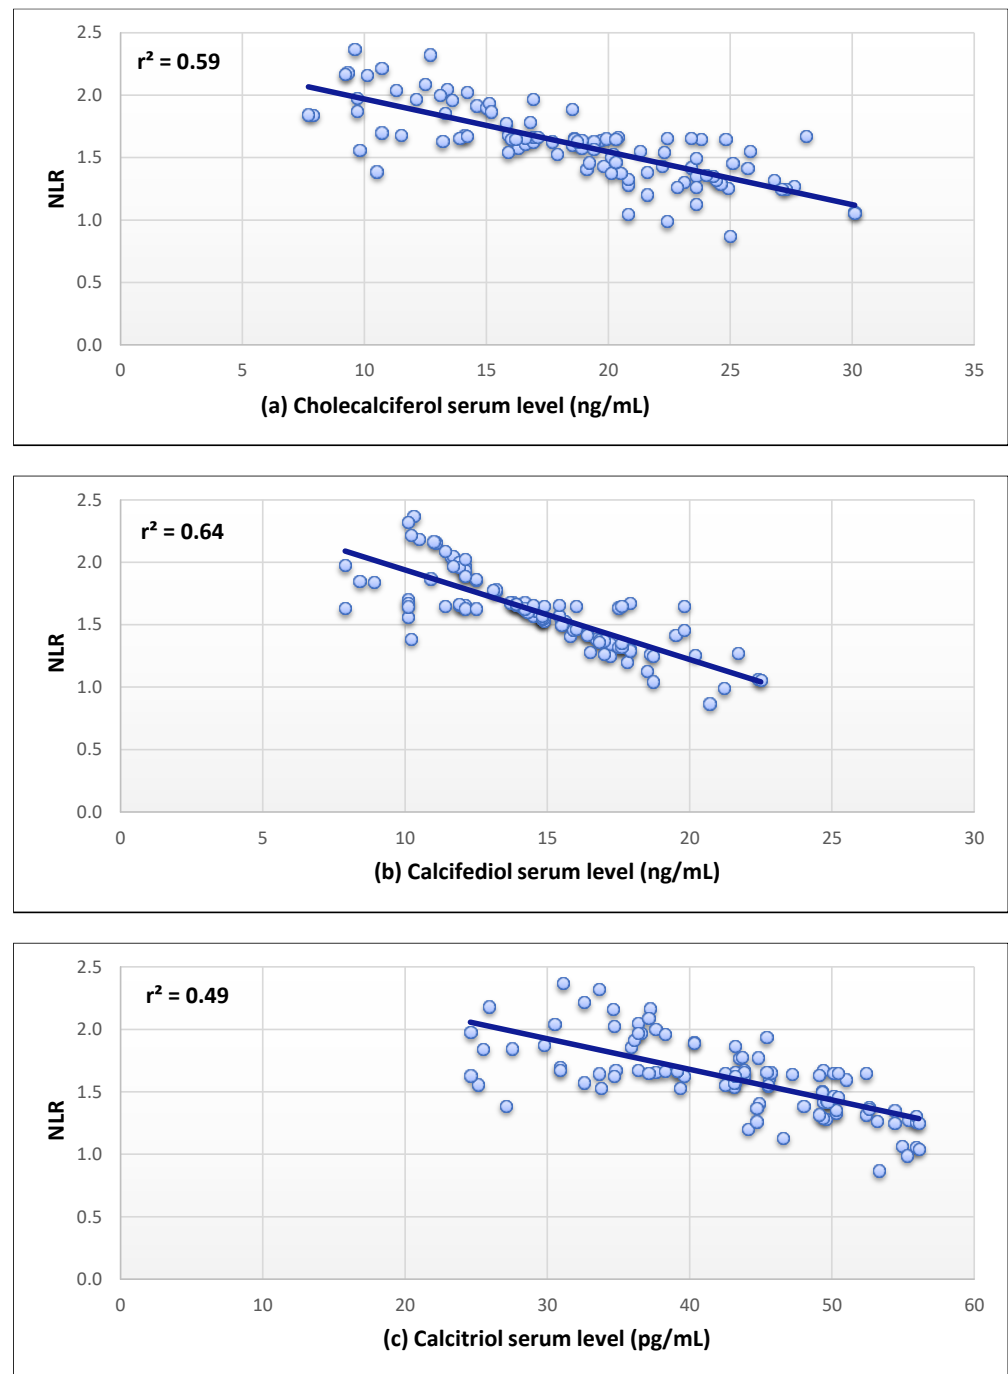 2.5
r² = 0.59
2.0
1.5
NLR
1.0
0.5
0.0
0 5 10 15 20 25 30 35
(a) Cholecalciferol serum level (ng/mL)
2.5
r² = 0.64
2.0
1.5
NLR
1.0
0.5
0.0
0 5 10 15 20 25 30
(b) Calcifediol serum level (ng/mL)
2.5
r² = 0.49
2.0
1.5
NLR
1.0
0.5
0.0
0 10 20 30 40 50 60
(c) Calcitriol serum level (pg/mL)